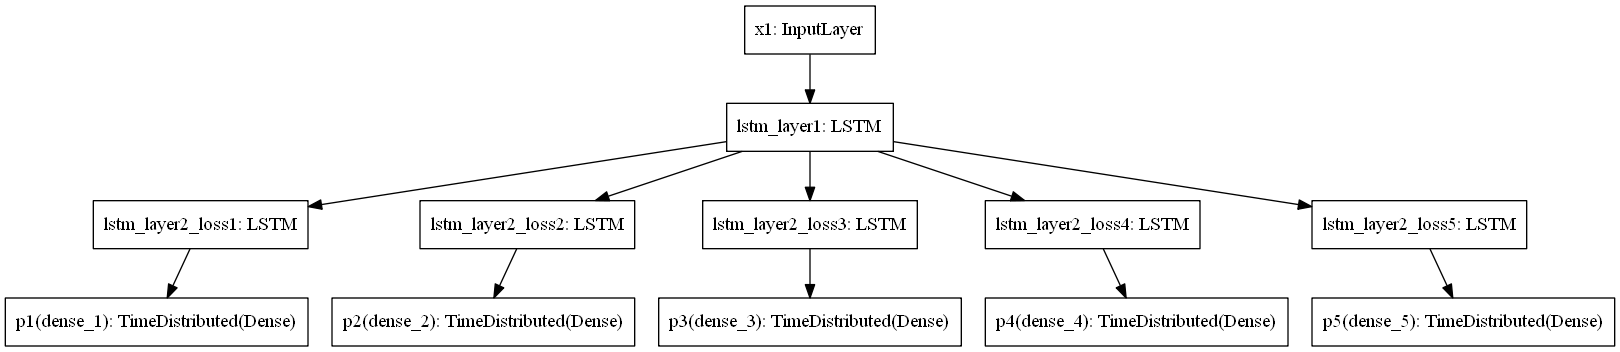 x1: InputLayer
lstm_layer1: LSTM
lstm_layer2_loss1: LSTM
lstm_layer2_loss2: LSTM
lstm_layer2_loss3: LSTM
lstm_layer2_loss4: LSTM
lstm_layer2_loss5: LSTM
p1(dense_1): TimeDistributed(Dense)
p2(dense_2): TimeDistributed(Dense)
p3(dense_3): TimeDistributed(Dense)
p4(dense_4): TimeDistributed(Dense)
p5(dense_5): TimeDistributed(Dense)